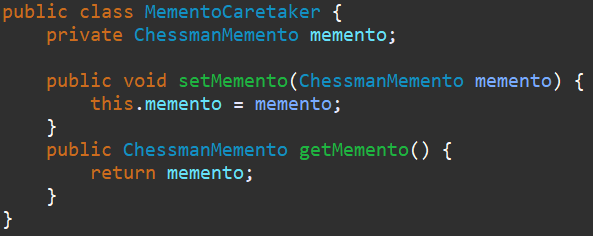 public class MementoCaretaker {
    private ChessmanMemento memento;

    public void setMemento(ChessmanMemento memento) {
        this.memento = memento;
    }
    public ChessmanMemento getMemento() {
        return memento;
    }
}